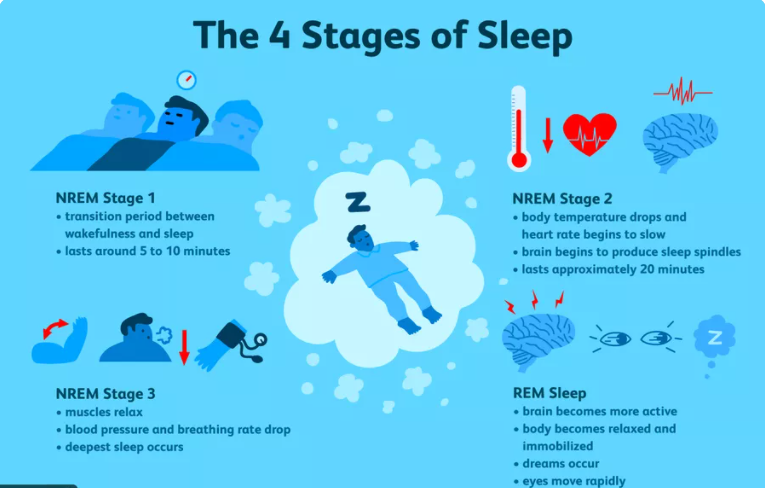 The 4 Stages of Sleep
NREM Stage 1
• transition period between
wakefulness and sleep
• lasts around 5 to 10 minutes
NREM Stage 2
• body temperature drops and
heart rate begins to slow
• brain begins to produce sleep spindles
• lasts approximately 20 minutes
Z
NREM Stage 3
• muscles relax
• blood pressure and breathing rate drop
• deepest sleep occurs
Z
REM Sleep
• brain becomes more active
• body becomes relaxed and
immobilized
• dreams occur
• eyes move rapidly